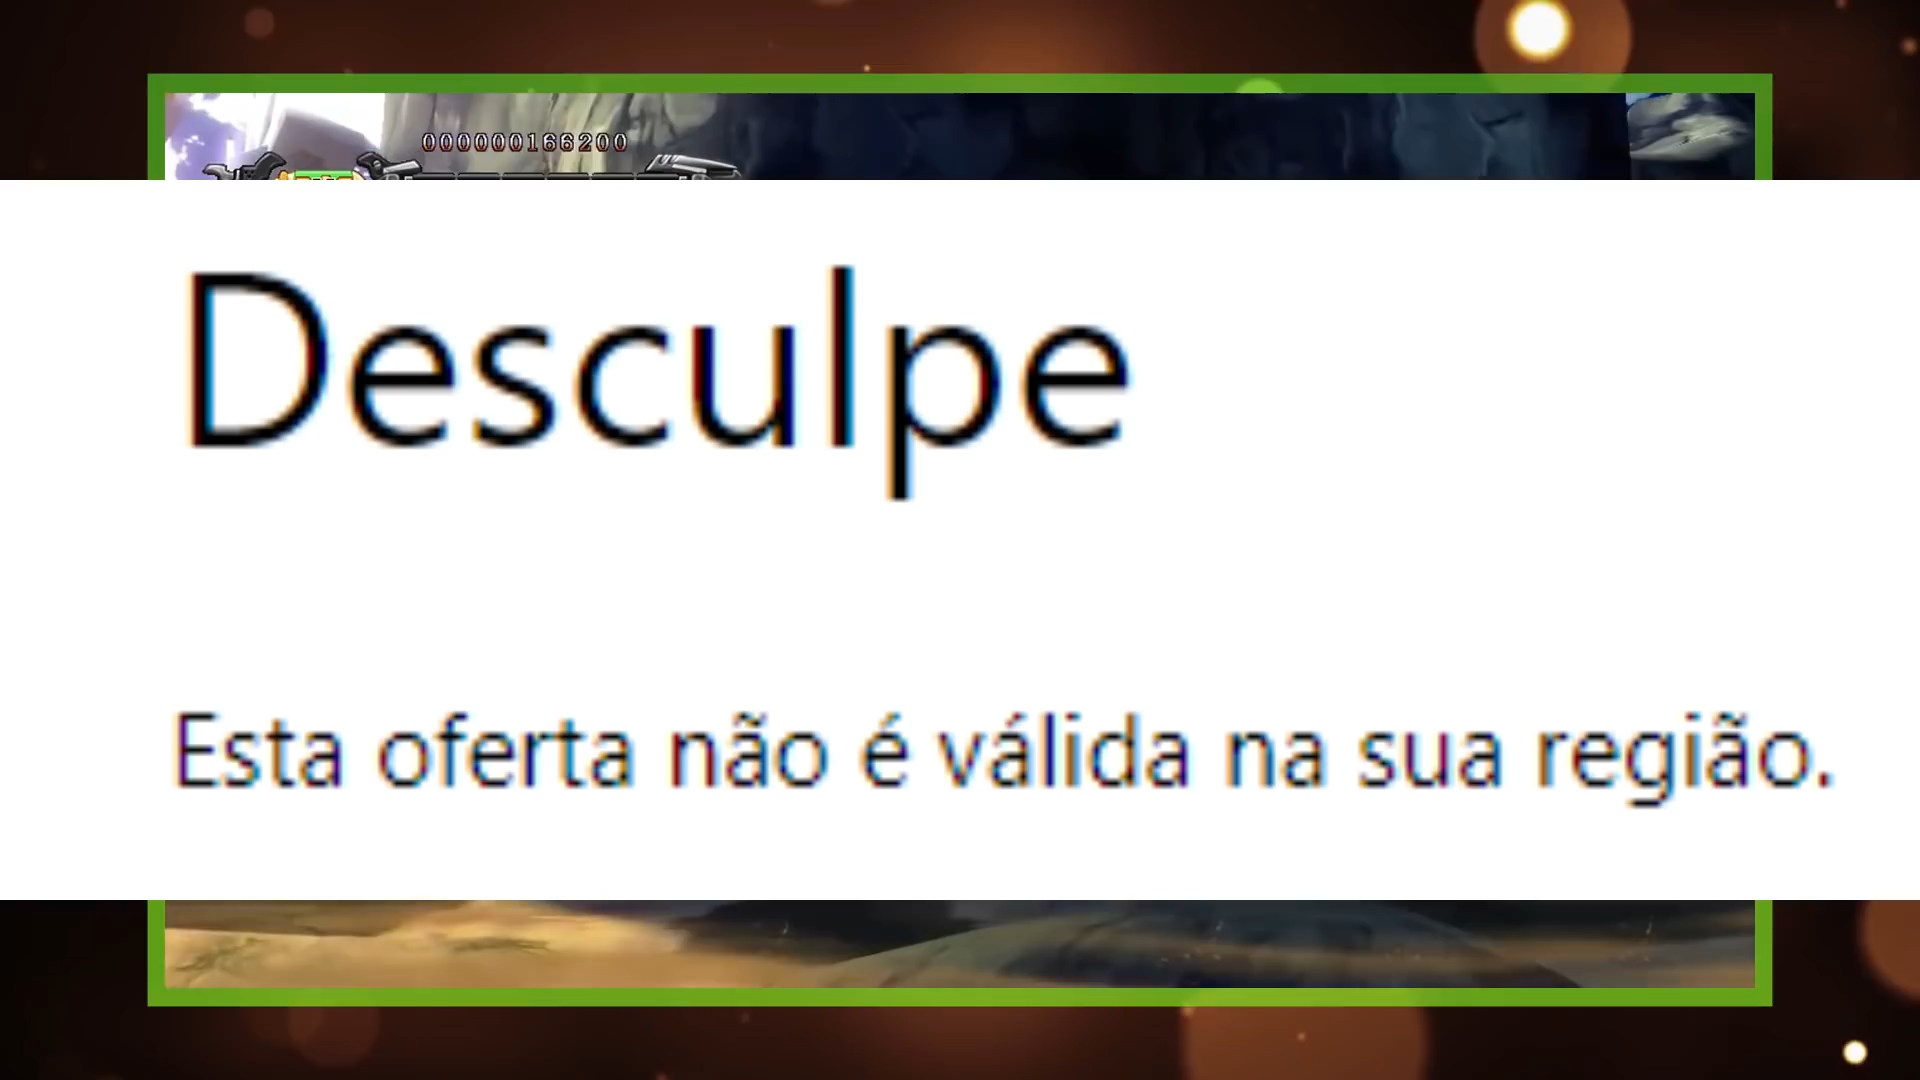 000000166200
Desculpe
Esta oferta não é válida na sua região.